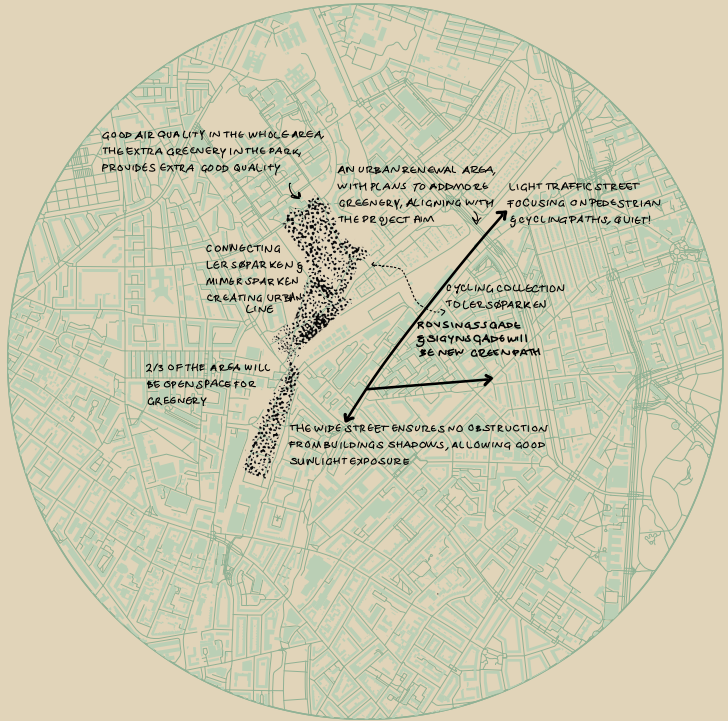 GOOD AIR QUALITY IN THE WHOLE AREA,
THE EXTRA GREENERY IN THE PARK,
PROVIDES EXTRA GOOD QUALITY
AN URBAN RENEWAL AREA,
WITH PLANS TO ADD MORE
GREENERY, ALIGNING WITH
THE PROJECT AIM
LIGHT TRAFFIC STREET
FOCUSING ON PEDESTRIAN
& CYCLING PATHS, QUIET!
CONNECTING
LERSØPARKEN &
MIMERSPARKEN
CREATING URBAN
LINE
CYCLING COLLECTION
TO LERSØPARKEN
ROVSINGSSGADE
& SIGYNSGADE WILL
BE NEW GREEN PATH
2/3 OF THE AREA WILL
BE OPEN SPACE FOR
GREENERY
THE WIDE STREET ENSURES NO OBSTRUCTION
FROM BUILDINGS SHADOWS, ALLOWING GOOD
SUNLIGHT EXPOSURE